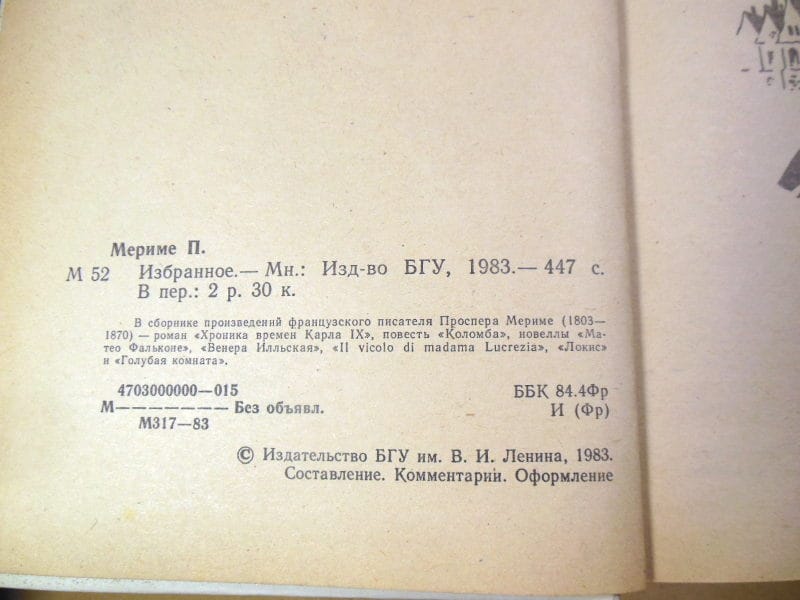 Мериме П.
М 52 Избранное.— Мн.: Изд-во БГУ, 1983.— 447 с.
В пер.: 2 р. 30 к.
В сборнике произведений французского писателя Проспера Мериме (1803—
1870) — роман «Хроника времен Карла IX», повесть «Коломба», новеллы «Ма-
тео Фальконе», «Венера Илльская», «Il vicolo di madama Lucrezia», «Локис»
и «Голубая комната».
4703000000—015
М——————— Без объявл.
М317—83
ББК 84.4Фр
И (Фр)
© Издательство БГУ им. В. И. Ленина, 1983.
Составление. Комментарии. Оформление